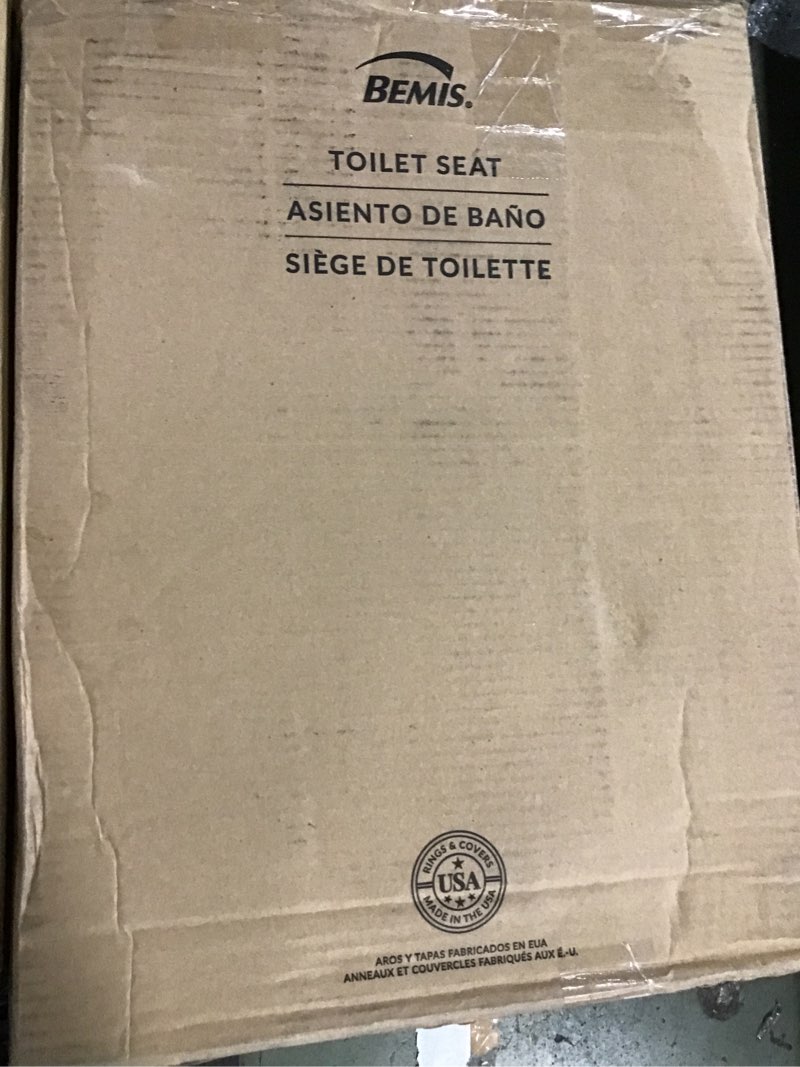 BEMIS®
TOILET SEAT
ASIENTO DE BAÑO
SIÈGE DE TOILETTE
RINGS & COVERS
USA
MADE IN THE USA
AROS Y TAPAS FABRICADOS EN EUA
ANNEAUX ET COUVERCLES FABRIQUÉS AUX É.-U.